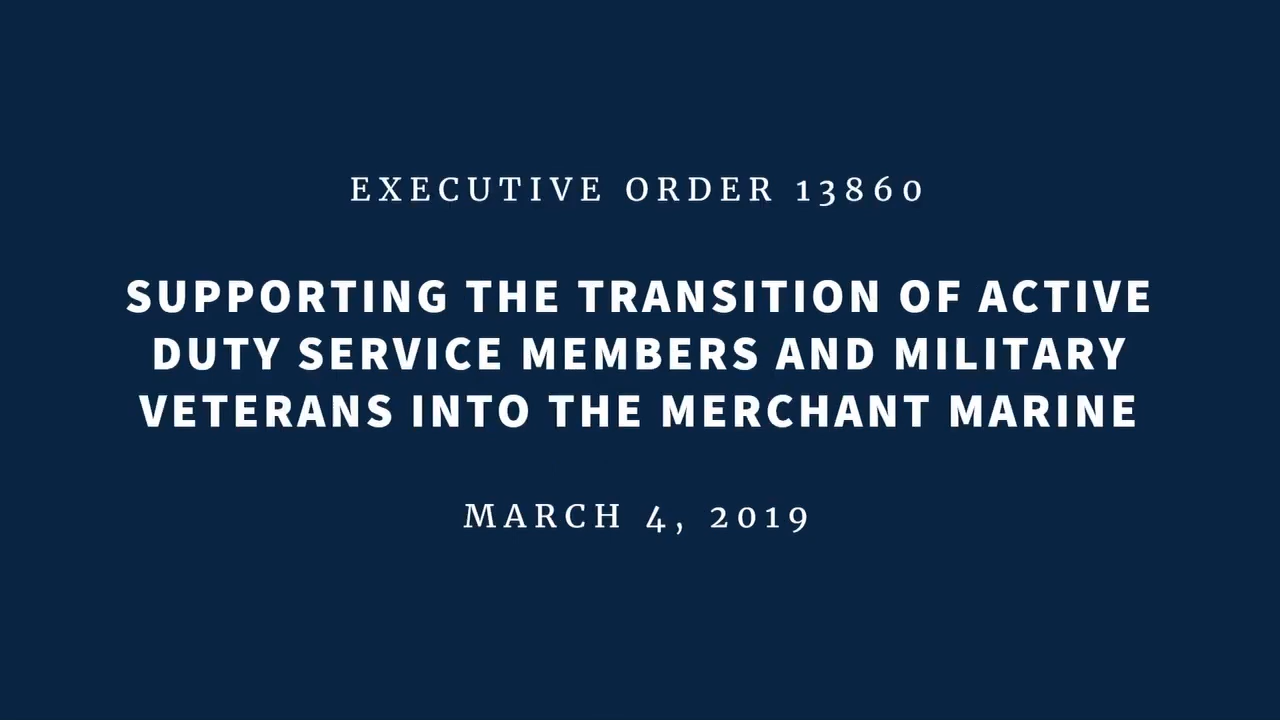 EXECUTIVE ORDER 13860
SUPPORTING THE TRANSITION OF ACTIVE
DUTY SERVICE MEMBERS AND MILITARY
VETERANS INTO THE MERCHANT MARINE
MARCH 4, 2019